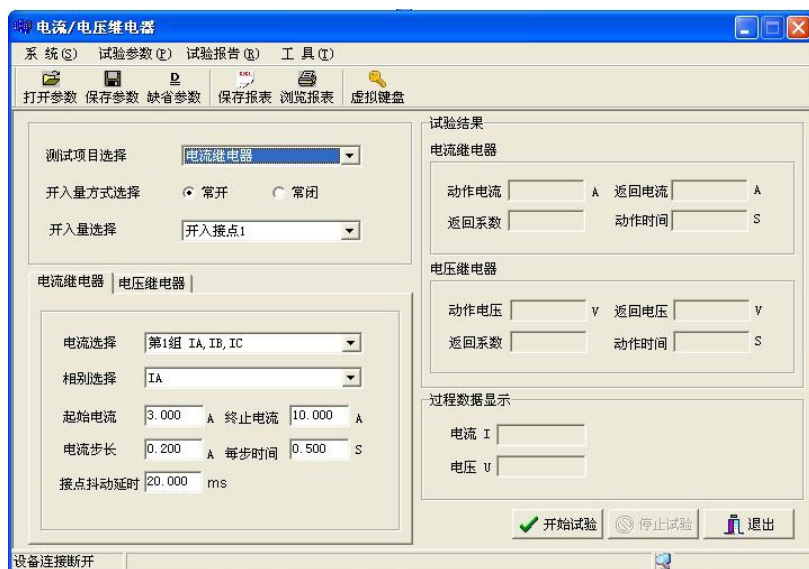 电流/电压继电器
系 统(S) 试验参数(P) 试验报告(R) 工 具(T)
打开参数 保存参数 缺省参数 保存报表 浏览报表 虚拟键盘
测试项目选择 电流继电器
开入量方式选择 常开 常闭
开入量选择 开入接点1
电流继电器 电压继电器
电流选择 第1组 IA,IB,IC
相别选择 IA
起始电流 3.000 A 终止电流 10.000 A
电流步长 0.200 A 每步时间 0.500 S
接点抖动延时 20.000 ms
试验结果
电流继电器
动作电流 A 返回电流 A
返回系数 动作时间 S
电压继电器
动作电压 V 返回电压 V
返回系数 动作时间 S
过程数据显示
电流 I
电压 U
开始试验 停止试验 退出
设备连接断开